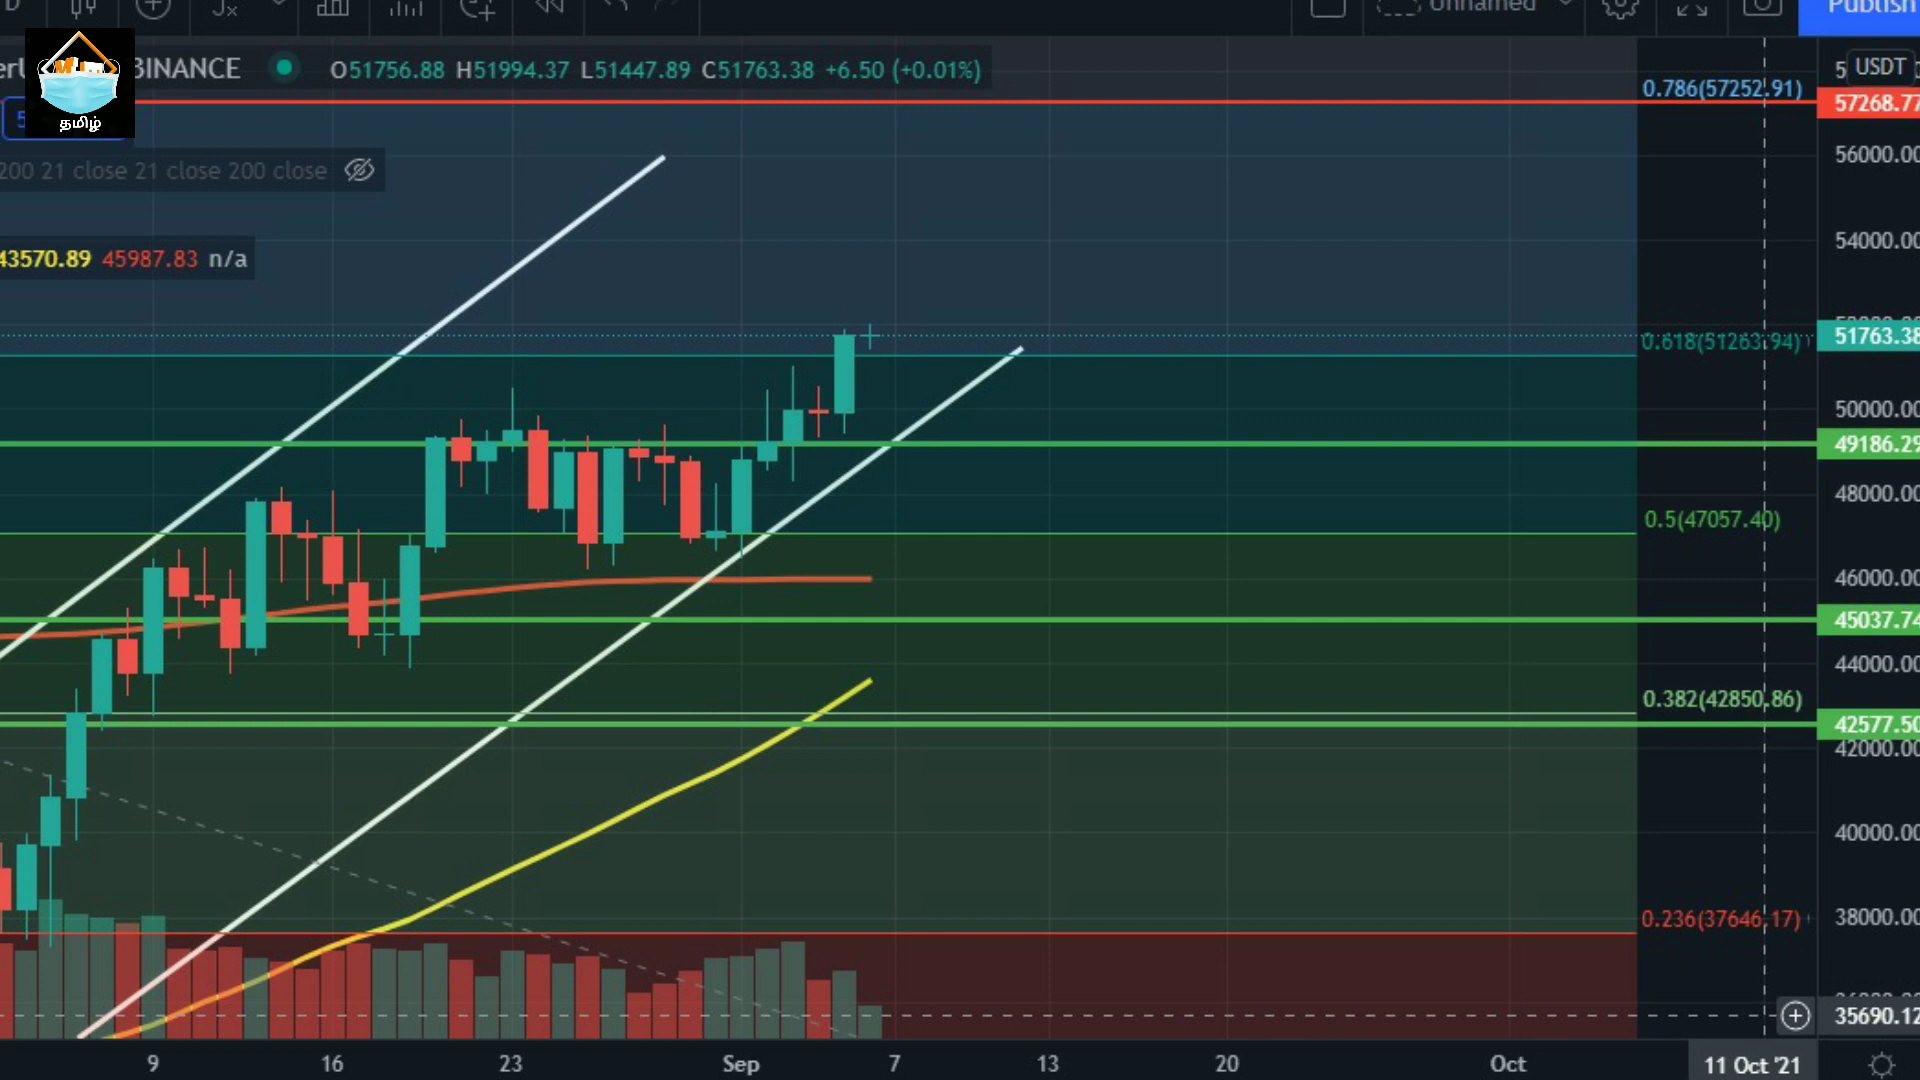 Unnamed
Publish
BINANCE O51756.88 H51994.37 L51447.89 C51763.38 +6.50 (+0.01%)
USDT
தமிழ்
0.786(57252.91)
57268.77
56000.00
200 21 close 21 close 200 close
54000.00
43570.89 45987.83 n/a
0.618(51263.94)
51763.38
50000.00
49186.29
48000.00
0.5(47057.40)
46000.00
45037.74
44000.00
0.382(42850.86)
42577.50
42000.00
40000.00
0.236(37646.17)
38000.00
35690.12
9 16 23 Sep 7 13 20 Oct 11 Oct '21